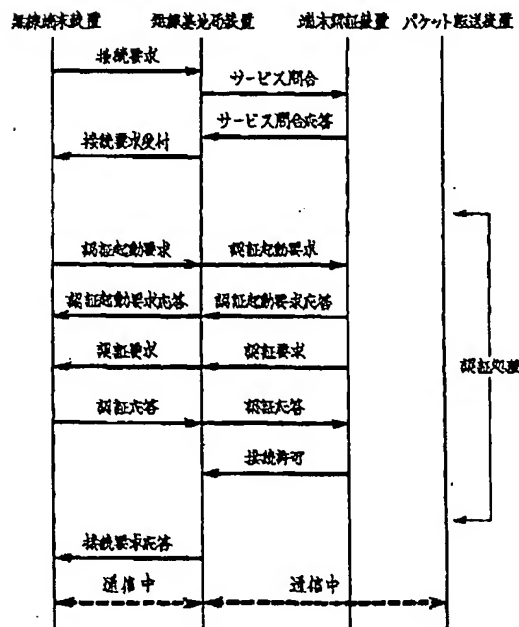 無線端末装置 無線基地局装置 端末認証装置 パケット転送装置
接続要求
サービス問合
サービス問合応答
接続要求受付
認証起動要求 認証起動要求
認証起動要求応答 認証起動要求応答
認証要求 認証要求
認証処理
認証応答 認証応答
接続許可
接続要求応答
通信中 通信中